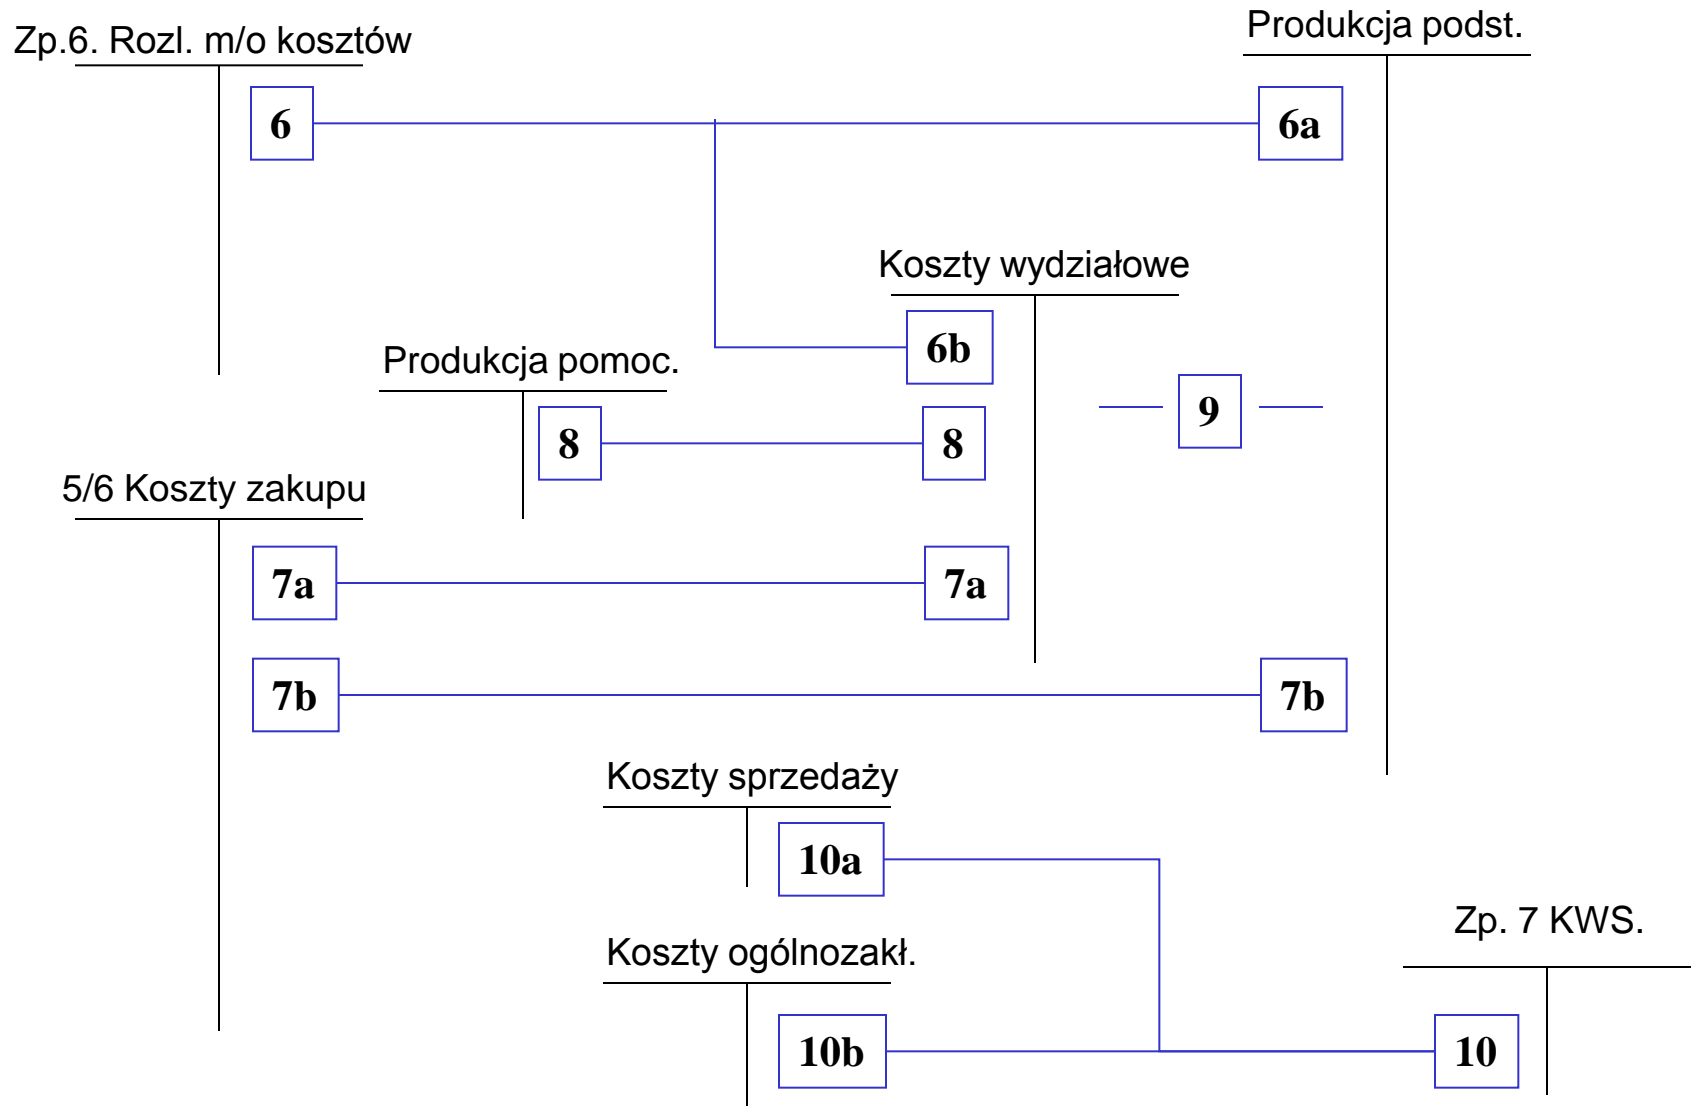 Produkcja podst.
Zp.6. Rozl. m/o kosztów
6
6a
Koszty wydziałowe
6b
Produkcja pomoc.
9
8
8
5/6 Koszty zakupu
7a
7a
7b
7b
Koszty sprzedaży
10a
Zp. 7 KWS.
Koszty ogólnozakł.
10b
10